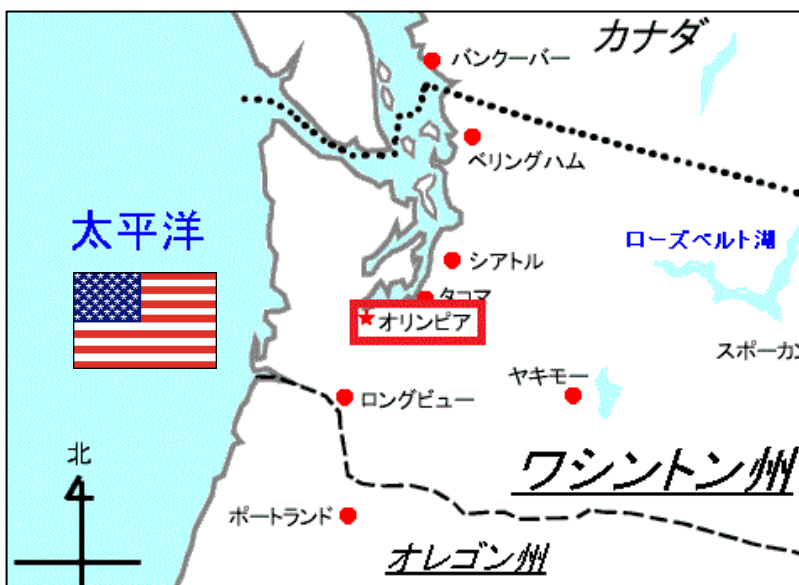 カナダ
バンクーバー
ベリングハム
太平洋
ローズベルト湖
シアトル
タコマ
オリンピア
スポーカン
ヤキモー
ロングビュー
北
ワシントン州
ポートランド
オレゴン州